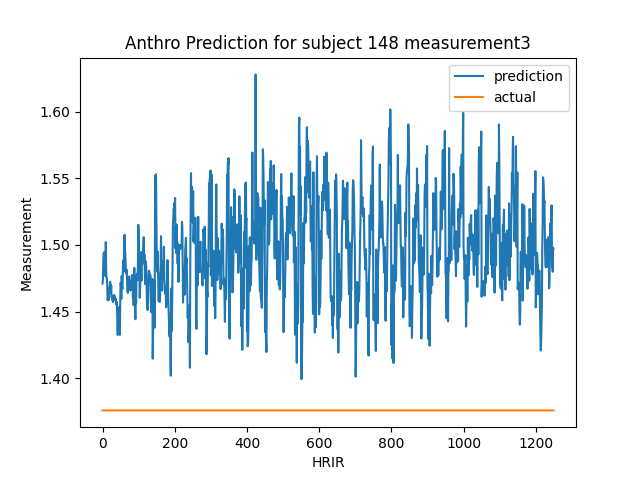 Anthro Prediction for subject 148 measurement3
prediction
actual
1.60
1.55
1.50
1.45
1.40
Measurement
0 200 400 600 800 1000 1200
HRIR